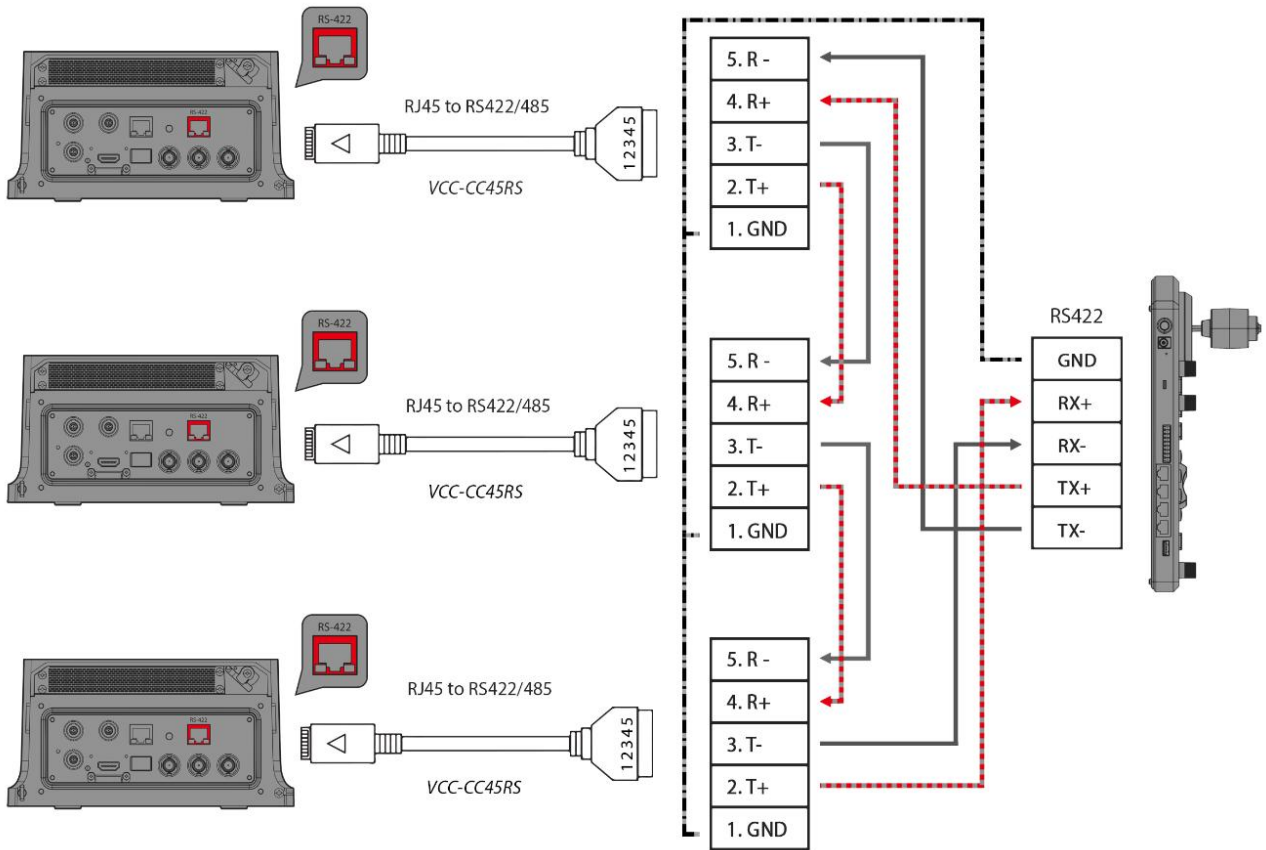 RS-422
RS-422
RJ45 to RS422/485
12345
VCC-CC45RS
5. R -
4. R+
3. T-
2. T+
1. GND
RS-422
RS-422
RJ45 to RS422/485
12345
VCC-CC45RS
5. R -
4. R+
3. T-
2. T+
1. GND
RS-422
RS-422
RJ45 to RS422/485
12345
VCC-CC45RS
5. R -
4. R+
3. T-
2. T+
1. GND
RS422
GND
RX+
RX-
TX+
TX-